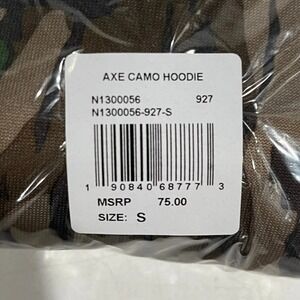 AXE CAMO HOODIE
N1300056 927
N1300056-927-S
1 90840 68777 3
MSRP 75.00
SIZE: S